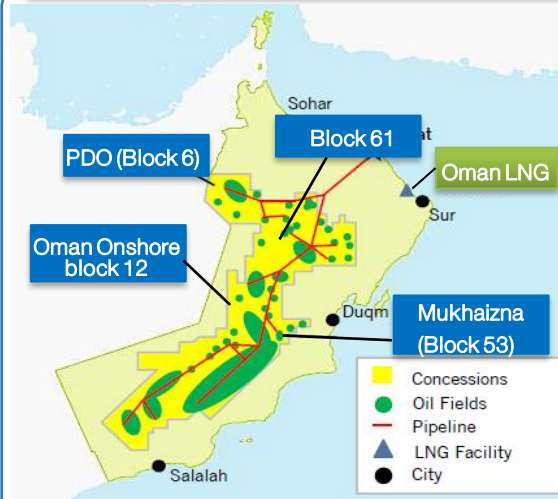 Sohar
Block 61
at
PDO (Block 6)
Oman LNG
Sur
Oman Onshore
block 12
Duqm
Mukhaizna
(Block 53)
Concessions
Oil Fields
Pipeline
LNG Facility
City
Salalah